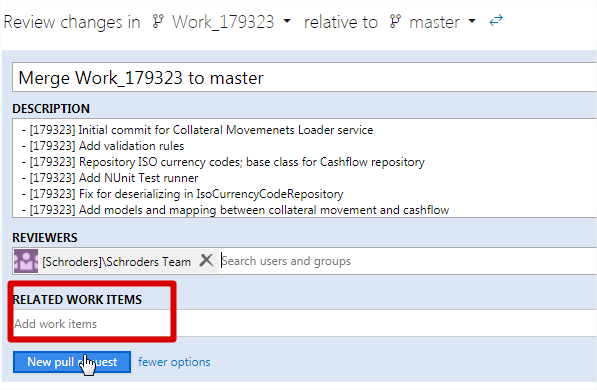 Review changes in Work_179323 relative to master
Merge Work_179323 to master
DESCRIPTION
- [179323] Initial commit for Collateral Movemenets Loader service
- [179323] Add validation rules
- [179323] Repository ISO currency codes; base class for Cashflow repository
- [179323] Add NUnit Test runner
- [179323] Fix for deserializing in IsoCurrencyCodeRepository
- [179323] Add models and mapping between collateral movement and cashflow
REVIEWERS
[Schroders]\Schroders Team Search users and groups
RELATED WORK ITEMS
Add work items
New pull request fewer options